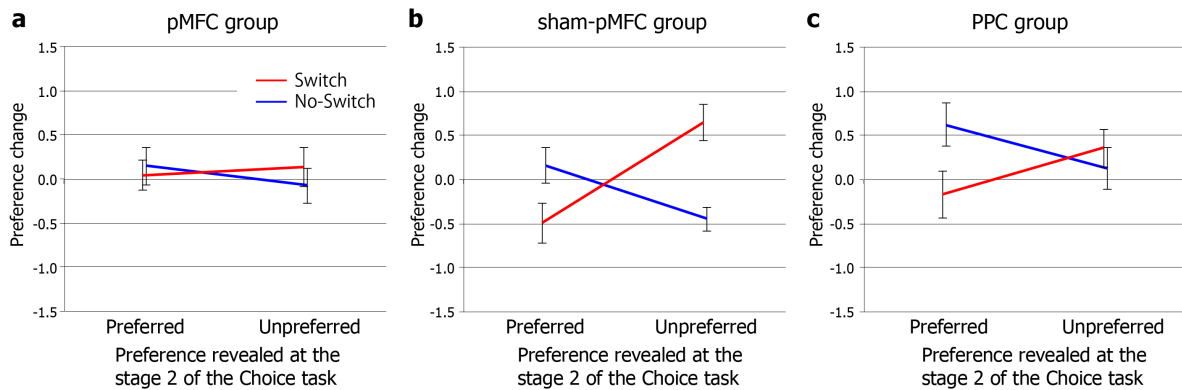 a
pMFC group
1.5
1.0
0.5
0.0
-0.5
-1.0
-1.5
Preference change
Switch
No-Switch
Preferred
Unpreferred
Preference revealed at the
stage 2 of the Choice task
b
sham-pMFC group
1.5
1.0
0.5
0.0
-0.5
-1.0
-1.5
Preference change
Preferred
Unpreferred
Preference revealed at the
stage 2 of the Choice task
c
PPC group
1.5
1.0
0.5
0.0
-0.5
-1.0
-1.5
Preference change
Preferred
Unpreferred
Preference revealed at the
stage 2 of the Choice task